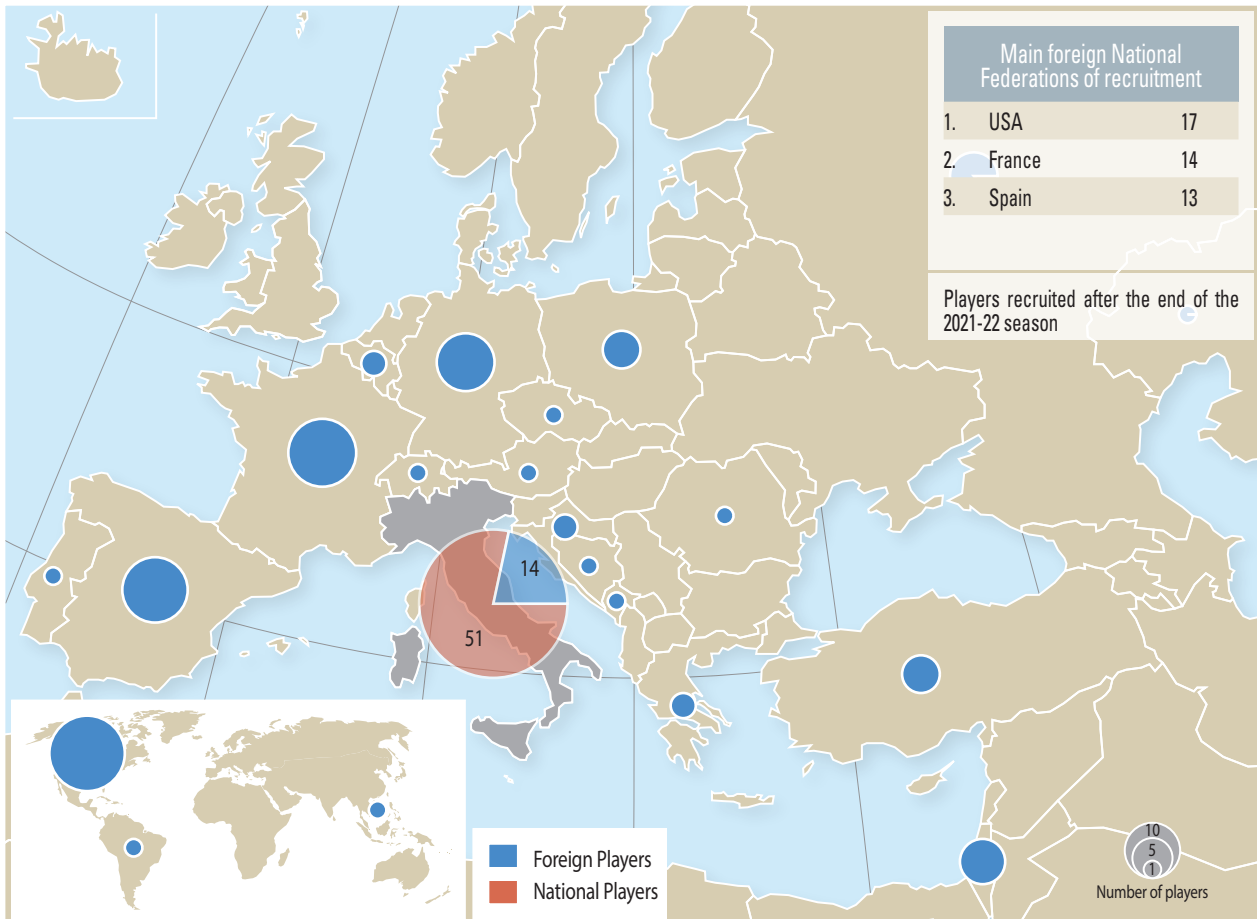 Main foreign National
Federations of recruitment
1. USA 17
2. France 14
3. Spain 13
Players recruited after the end of the
2021-22 season
14
51
Foreign Players
National Players
10
5
1
Number of players